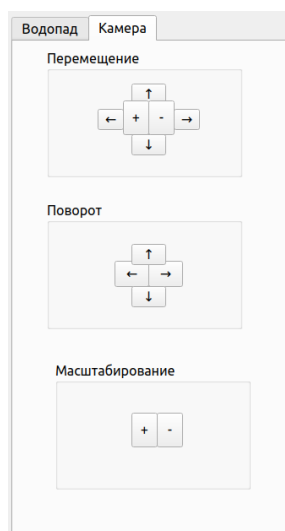 Водопад Камера
Перемещение
↑
← + - →
↓
Поворот
↑
← →
↓
Масштабирование
+ -